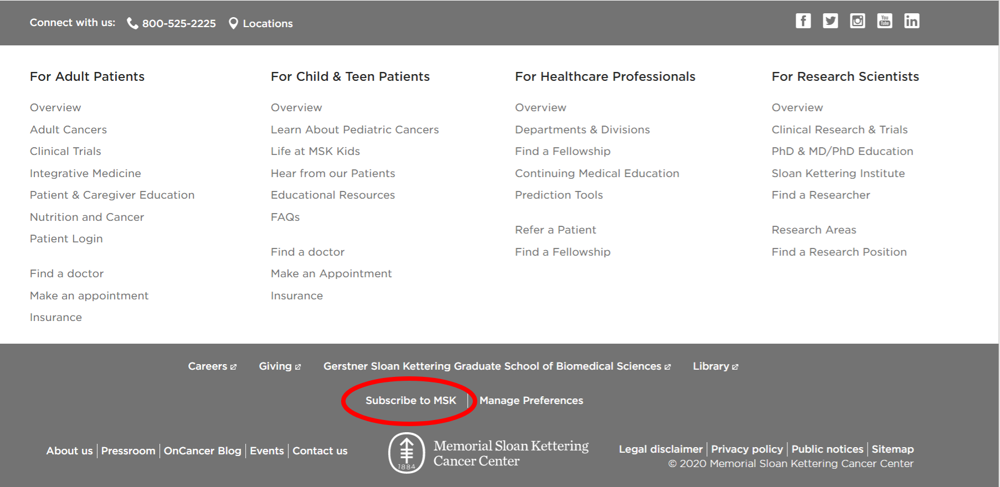 Connect with us: 800-525-2225 Locations
f You Tube in
For Adult Patients
Overview
Adult Cancers
Clinical Trials
Integrative Medicine
Patient & Caregiver Education
Nutrition and Cancer
Patient Login
Find a doctor
Make an appointment
Insurance
For Child & Teen Patients
Overview
Learn About Pediatric Cancers
Life at MSK Kids
Hear from our Patients
Educational Resources
FAQs
Find a doctor
Make an Appointment
Insurance
For Healthcare Professionals
Overview
Departments & Divisions
Find a Fellowship
Continuing Medical Education
Prediction Tools
Refer a Patient
Find a Fellowship
For Research Scientists
Overview
Clinical Research & Trials
PhD & MD/PhD Education
Sloan Kettering Institute
Find a Researcher
Research Areas
Find a Research Position
Careers Giving Gerstner Sloan Kettering Graduate School of Biomedical Sciences Library
Subscribe to MSK | Manage Preferences
About us | Pressroom | OnCancer Blog | Events | Contact us
1884
Memorial Sloan Kettering
Cancer Center
Legal disclaimer | Privacy policy | Public notices | Sitemap
© 2020 Memorial Sloan Kettering Cancer Center